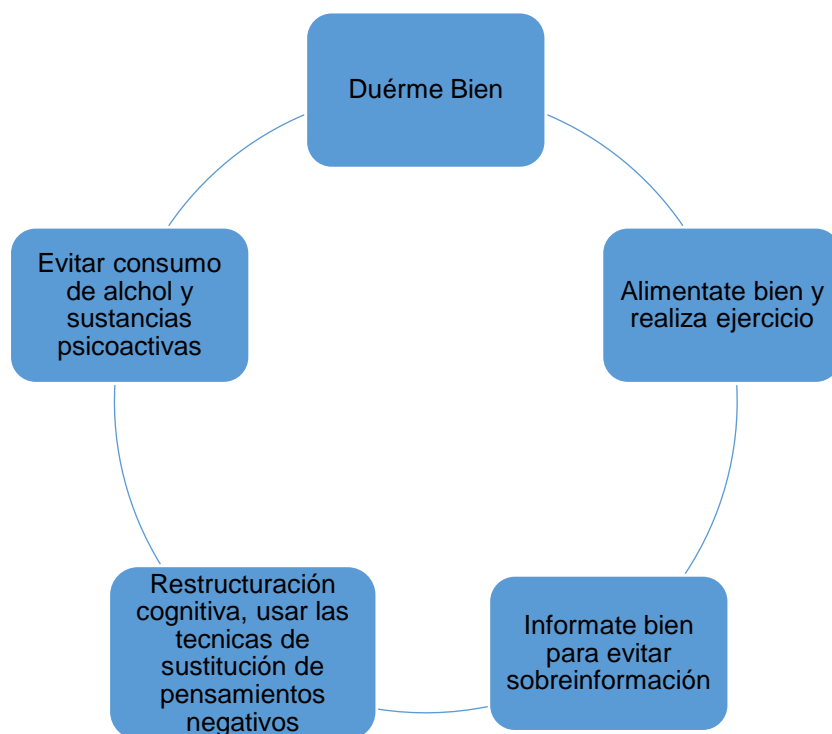 Duérme Bien
Alimentate bien y
realiza ejercicio
Informate bien
para evitar
sobreinformación
Restructuración
cognitiva, usar las
tecnicas de
sustitución de
pensamientos
negativos
Evitar consumo
de alchol y
sustancias
psicoactivas